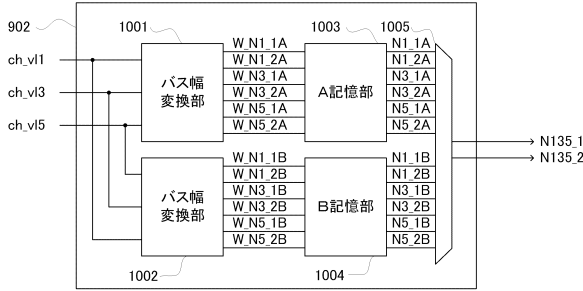 902
1001
1003
1005
ch_vl1
ch_vl3
ch_vl5
バス幅
変換部
W_N1_1A
W_N1_2A
W_N3_1A
W_N3_2A
W_N5_1A
W_N5_2A
A記憶部
N1_1A
N1_2A
N3_1A
N3_2A
N5_1A
N5_2A
N135_1
N135_2
バス幅
変換部
W_N1_1B
W_N1_2B
W_N3_1B
W_N3_2B
W_N5_1B
W_N5_2B
B記憶部
N1_1B
N1_2B
N3_1B
N3_2B
N5_1B
N5_2B
1002
1004